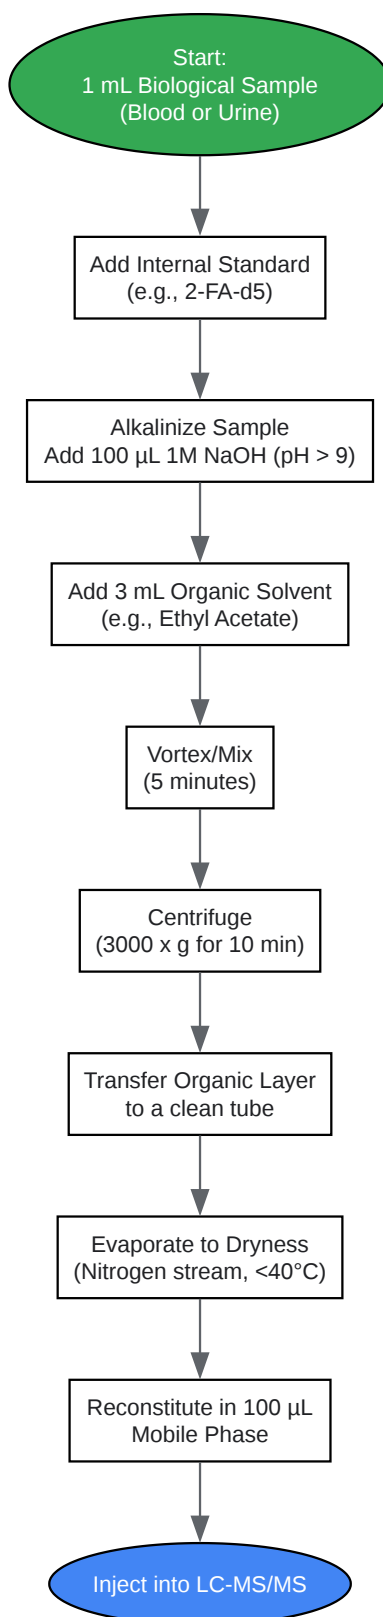 Start:
1 mL Biological Sample
(Blood or Urine)
Add Internal Standard
(e.g., 2-FA-d5)
Alkalinize Sample
Add 100 µL 1M NaOH (pH > 9)
Add 3 mL Organic Solvent
(e.g., Ethyl Acetate)
Vortex/Mix
(5 minutes)
Centrifuge
(3000 x g for 10 min)
Transfer Organic Layer
to a clean tube
Evaporate to Dryness
(Nitrogen stream, <40°C)
Reconstitute in 100 µL
Mobile Phase
Inject into LC-MS/MS